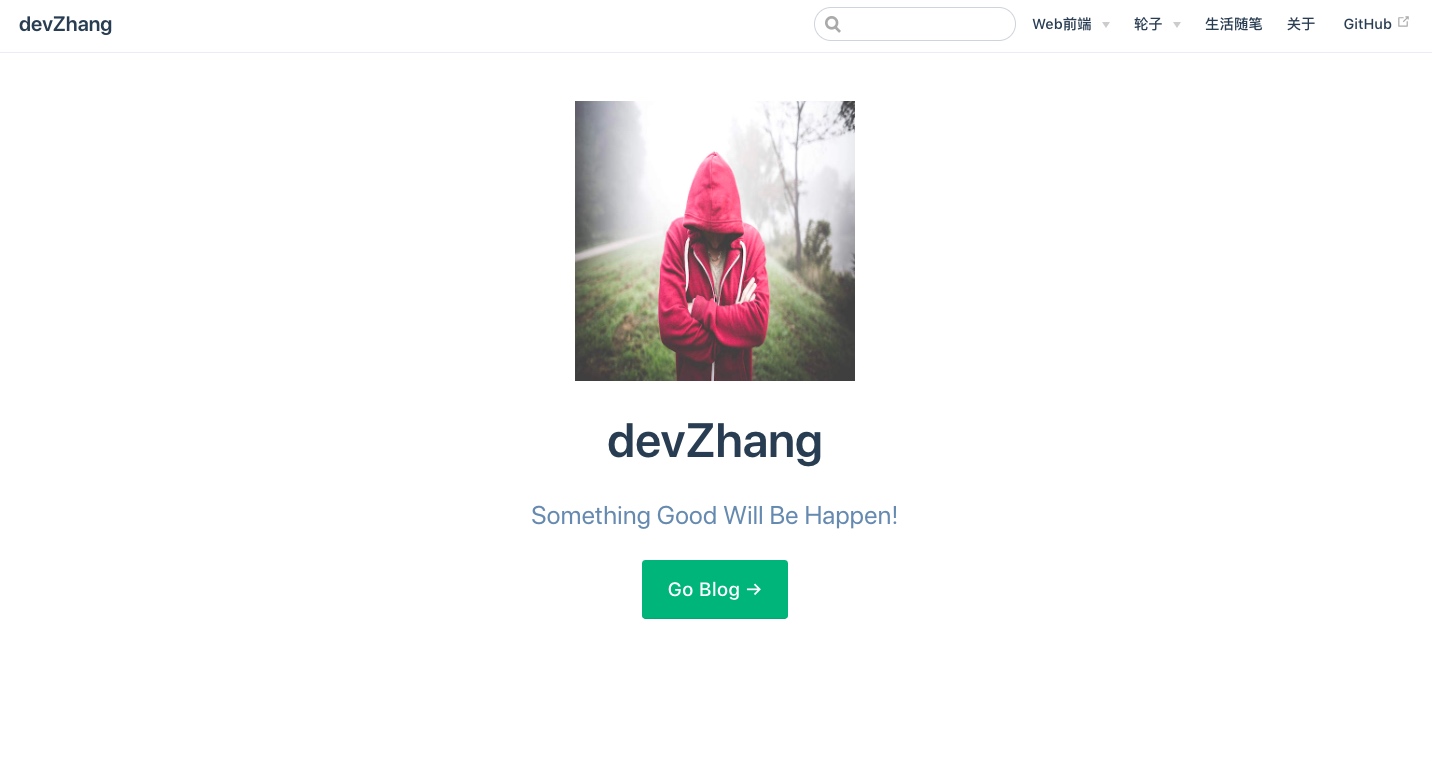 devZhang
Web前端 轮子 生活随笔 关于 GitHub
devZhang
Something Good Will Be Happen!
Go Blog →